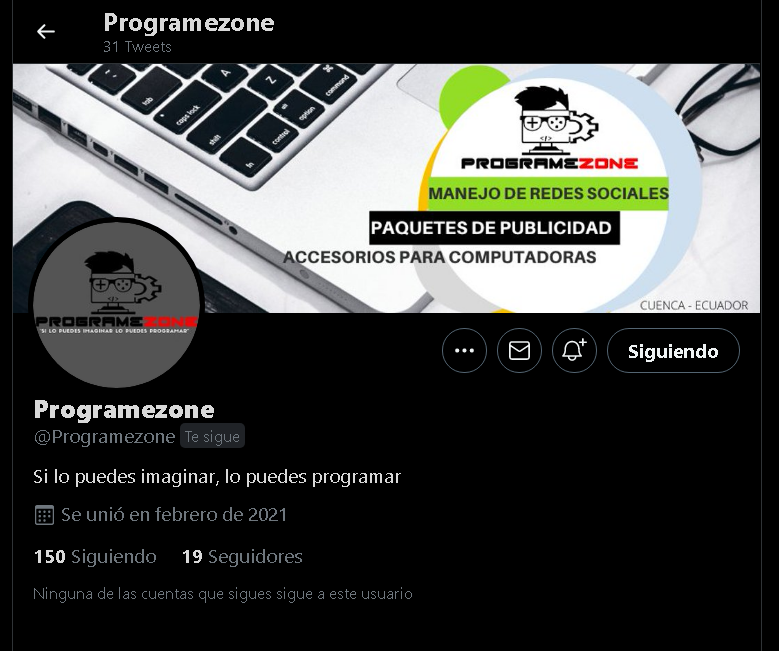 Programezone
31 Tweets
tab
caps lock
A
Z
shift
fn
control
option
command
</>
PROGRAMEZONE
MANEJO DE REDES SOCIALES
PAQUETES DE PUBLICIDAD
ACCESORIOS PARA COMPUTADORAS
CUENCA - ECUADOR
</>
PROGRAMEZONE
"SI LO PUEDES IMAGINAR LO PUEDES PROGRAMAR"
Siguiendo
Programezone
@Programezone Te sigue
Si lo puedes imaginar, lo puedes programar
Se unió en febrero de 2021
150 Siguiendo 19 Seguidores
Ninguna de las cuentas que sigues sigue a este usuario